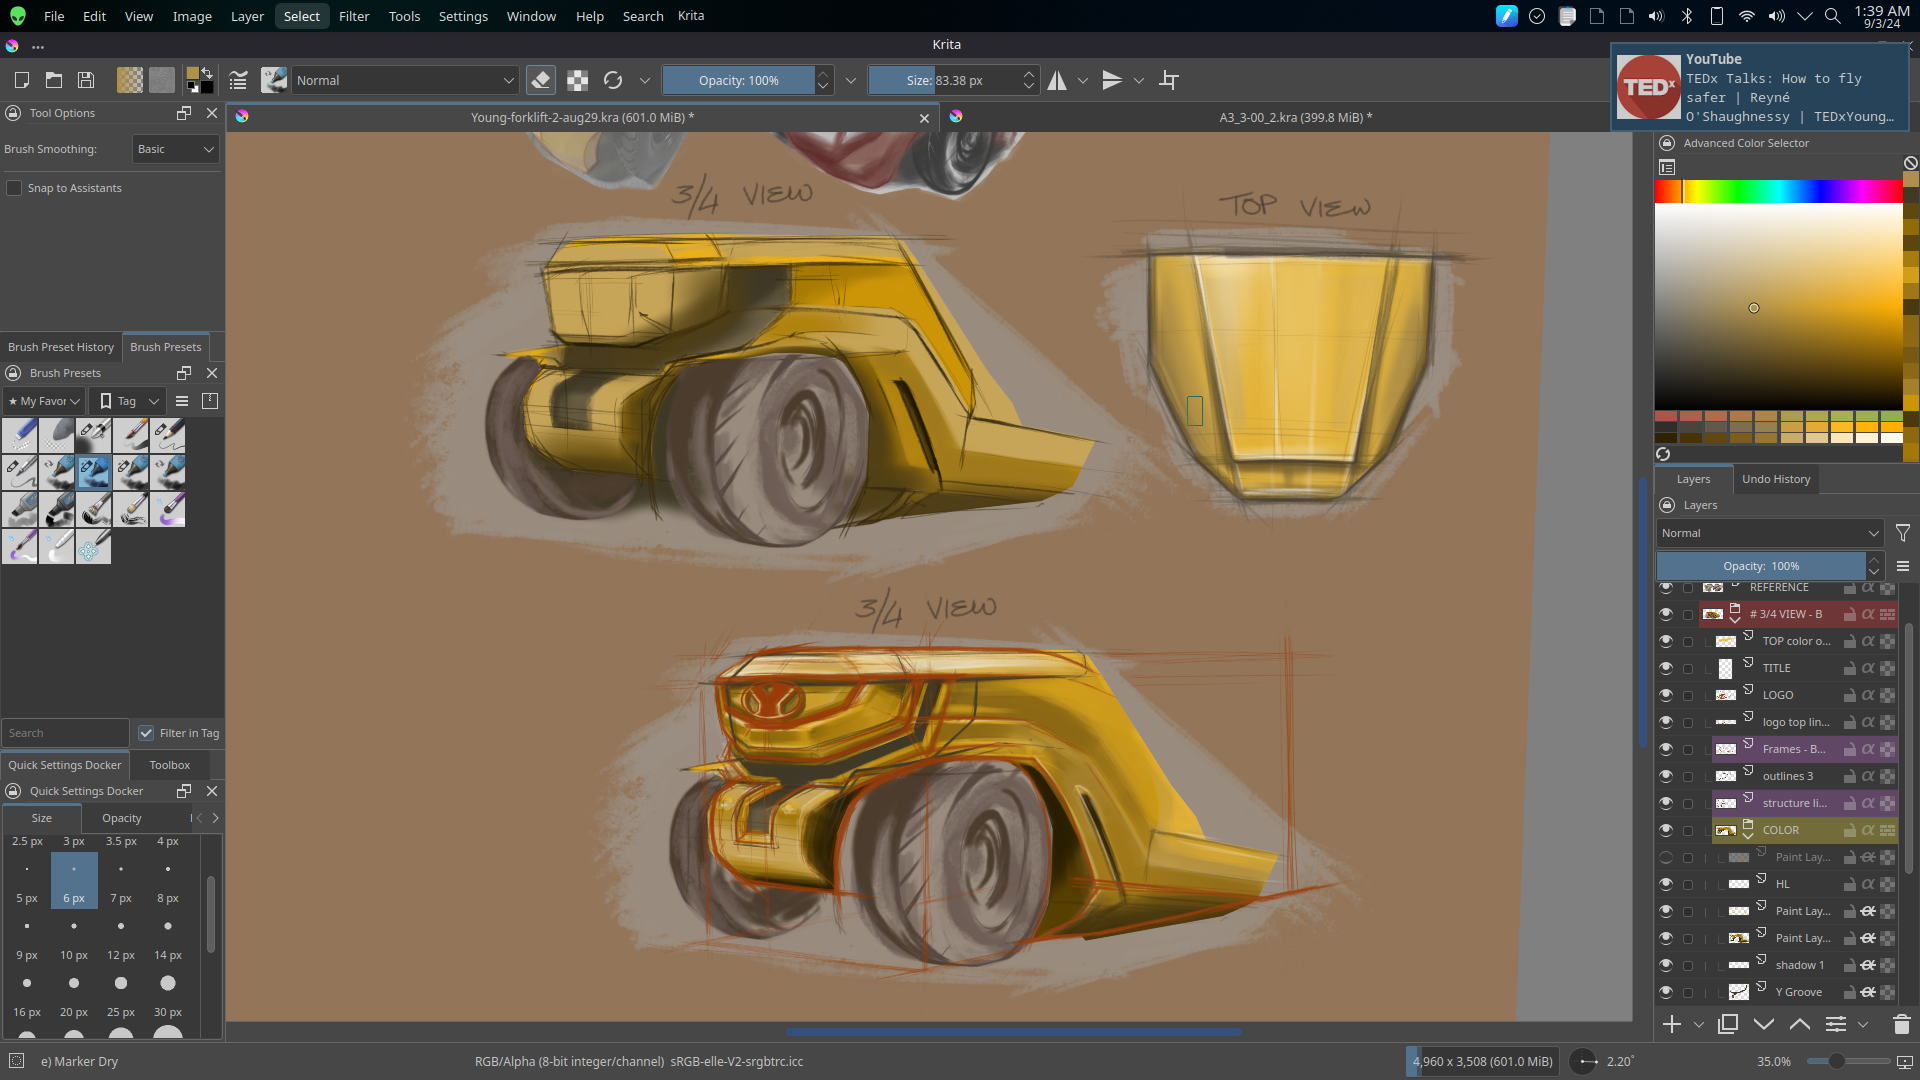 File Edit View Image Layer Select Filter Tools Settings Window Help Search Krita
1:39 AM
9/3/24
Krita
YouTube
TEDx Talks: How to fly
safer | Reyné
O'Shaughnessy | TEDxYoung…
TEDx
Normal
Opacity: 100%
Size: 83.38 px
Tool Options
Young-forklift-2-aug29.kra (601.0 MiB) *
A3_3-00_2.kra (399.8 MiB) *
Brush Smoothing: Basic
Snap to Assistants
Advanced Color Selector
3/4 VIEW
TOP VIEW
Brush Preset History Brush Presets
Brush Presets
★ My Favor Tag
Search Filter in Tag
Quick Settings Docker Toolbox
Quick Settings Docker
Size Opacity
2.5 px 3 px 3.5 px 4 px
5 px 6 px 7 px 8 px
9 px 10 px 12 px 14 px
16 px 20 px 25 px 30 px
3/4 VIEW
Layers Undo History
Layers
Normal
Opacity: 100%
REFERENCE
# 3/4 VIEW - B
TOP color o...
TITLE
LOGO
logo top lin...
Frames - B...
outlines 3
structure li...
COLOR
Paint Lay...
HL
Paint Lay...
Paint Lay...
shadow 1
Y Groove
e) Marker Dry
RGB/Alpha (8-bit integer/channel) sRGB-elle-V2-srgbtrc.icc
4,960 x 3,508 (601.0 MiB)
2.20°
35.0%